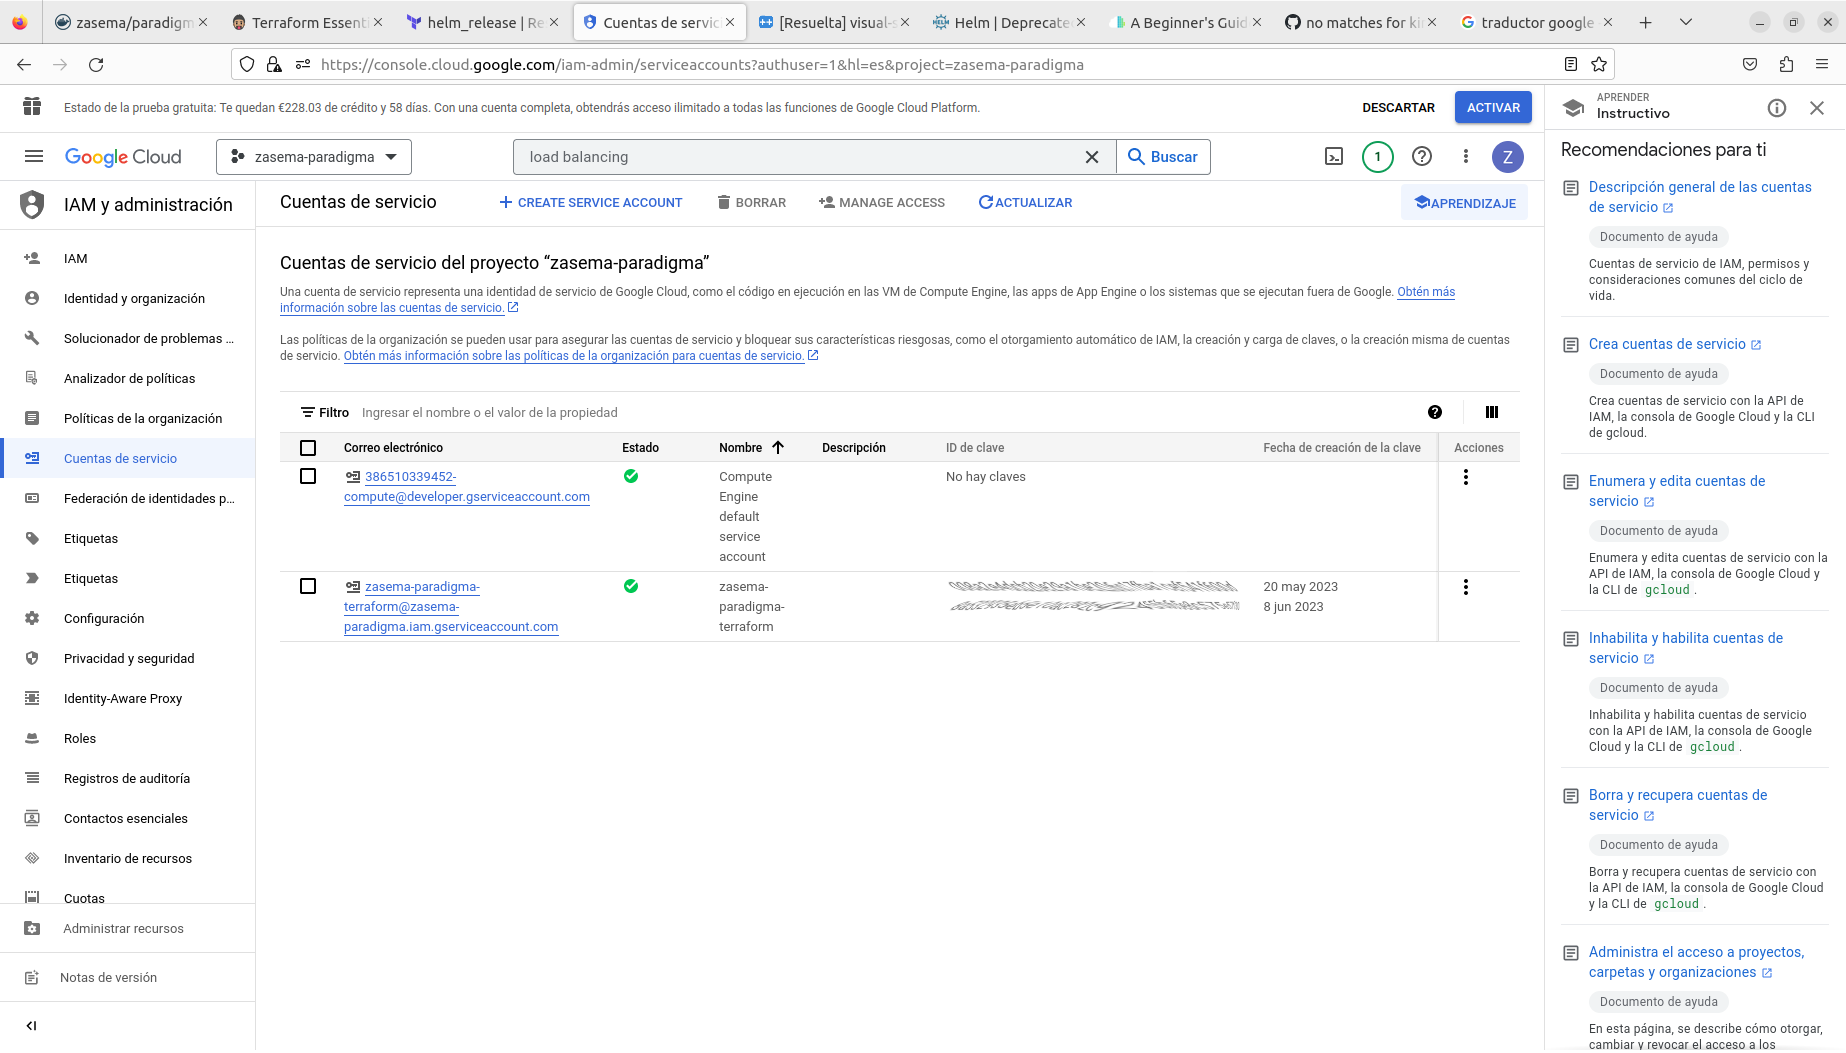 zasema/paradigm
Terraform Essenti
helm_release | Re
Cuentas de servici
[Resuelta] visual-s
Helm | Deprecate
A Beginner's Guid
no matches for ki
traductor google
https://console.cloud.google.com/iam-admin/serviceaccounts?authuser=1&hl=es&project=zasema-paradigma
Estado de la prueba gratuita: Te quedan €228.03 de crédito y 58 días. Con una cuenta completa, obtendrás acceso ilimitado a todas las funciones de Google Cloud Platform.
DESCARTAR
ACTIVAR
Google Cloud
zasema-paradigma
load balancing
Buscar
1
Z
IAM y administración
IAM
Identidad y organización
Solucionador de problemas ...
Analizador de políticas
Políticas de la organización
Cuentas de servicio
Federación de identidades p...
Etiquetas
Etiquetas
Configuración
Privacidad y seguridad
Identity-Aware Proxy
Roles
Registros de auditoría
Contactos esenciales
Inventario de recursos
Cuotas
Administrar recursos
Notas de versión
Cuentas de servicio
CREATE SERVICE ACCOUNT
BORRAR
MANAGE ACCESS
ACTUALIZAR
APRENDIZAJE
Cuentas de servicio del proyecto “zasema-paradigma”
Una cuenta de servicio representa una identidad de servicio de Google Cloud, como el código en ejecución en las VM de Compute Engine, las apps de App Engine o los sistemas que se ejecutan fuera de Google. Obtén más
información sobre las cuentas de servicio.
Las políticas de la organización se pueden usar para asegurar las cuentas de servicio y bloquear sus características riesgosas, como el otorgamiento automático de IAM, la creación y carga de claves, o la creación misma de cuentas
de servicio. Obtén más información sobre las políticas de la organización para cuentas de servicio.
Filtro Ingresar el nombre o el valor de la propiedad
Correo electrónico Estado Nombre Descripción ID de clave Fecha de creación de la clave Acciones
386510339452-
compute@developer.gserviceaccount.com
Compute
Engine
default
service
account
No hay claves
zasema-paradigma-
terraform@zasema-
paradigma.iam.gserviceaccount.com
zasema-
paradigma-
terraform
20 may 2023
8 jun 2023
APRENDER
Instructivo
Recomendaciones para ti
Descripción general de las cuentas
de servicio
Documento de ayuda
Cuentas de servicio de IAM, permisos y
consideraciones comunes del ciclo de
vida.
Crea cuentas de servicio
Documento de ayuda
Crea cuentas de servicio con la API de
IAM, la consola de Google Cloud y la CLI
de gcloud.
Enumera y edita cuentas de
servicio
Documento de ayuda
Enumera y edita cuentas de servicio con la
API de IAM, la consola de Google Cloud y
la CLI de gcloud .
Inhabilita y habilita cuentas de
servicio
Documento de ayuda
Inhabilita y habilita cuentas de servicio
con la API de IAM, la consola de Google
Cloud y la CLI de gcloud .
Borra y recupera cuentas de
servicio
Documento de ayuda
Borra y recupera cuentas de servicio con
la API de IAM, la consola de Google Cloud
y la CLI de gcloud .
Administra el acceso a proyectos,
carpetas y organizaciones
Documento de ayuda
En esta página, se describe cómo otorgar,
cambiar y revocar el acceso a los